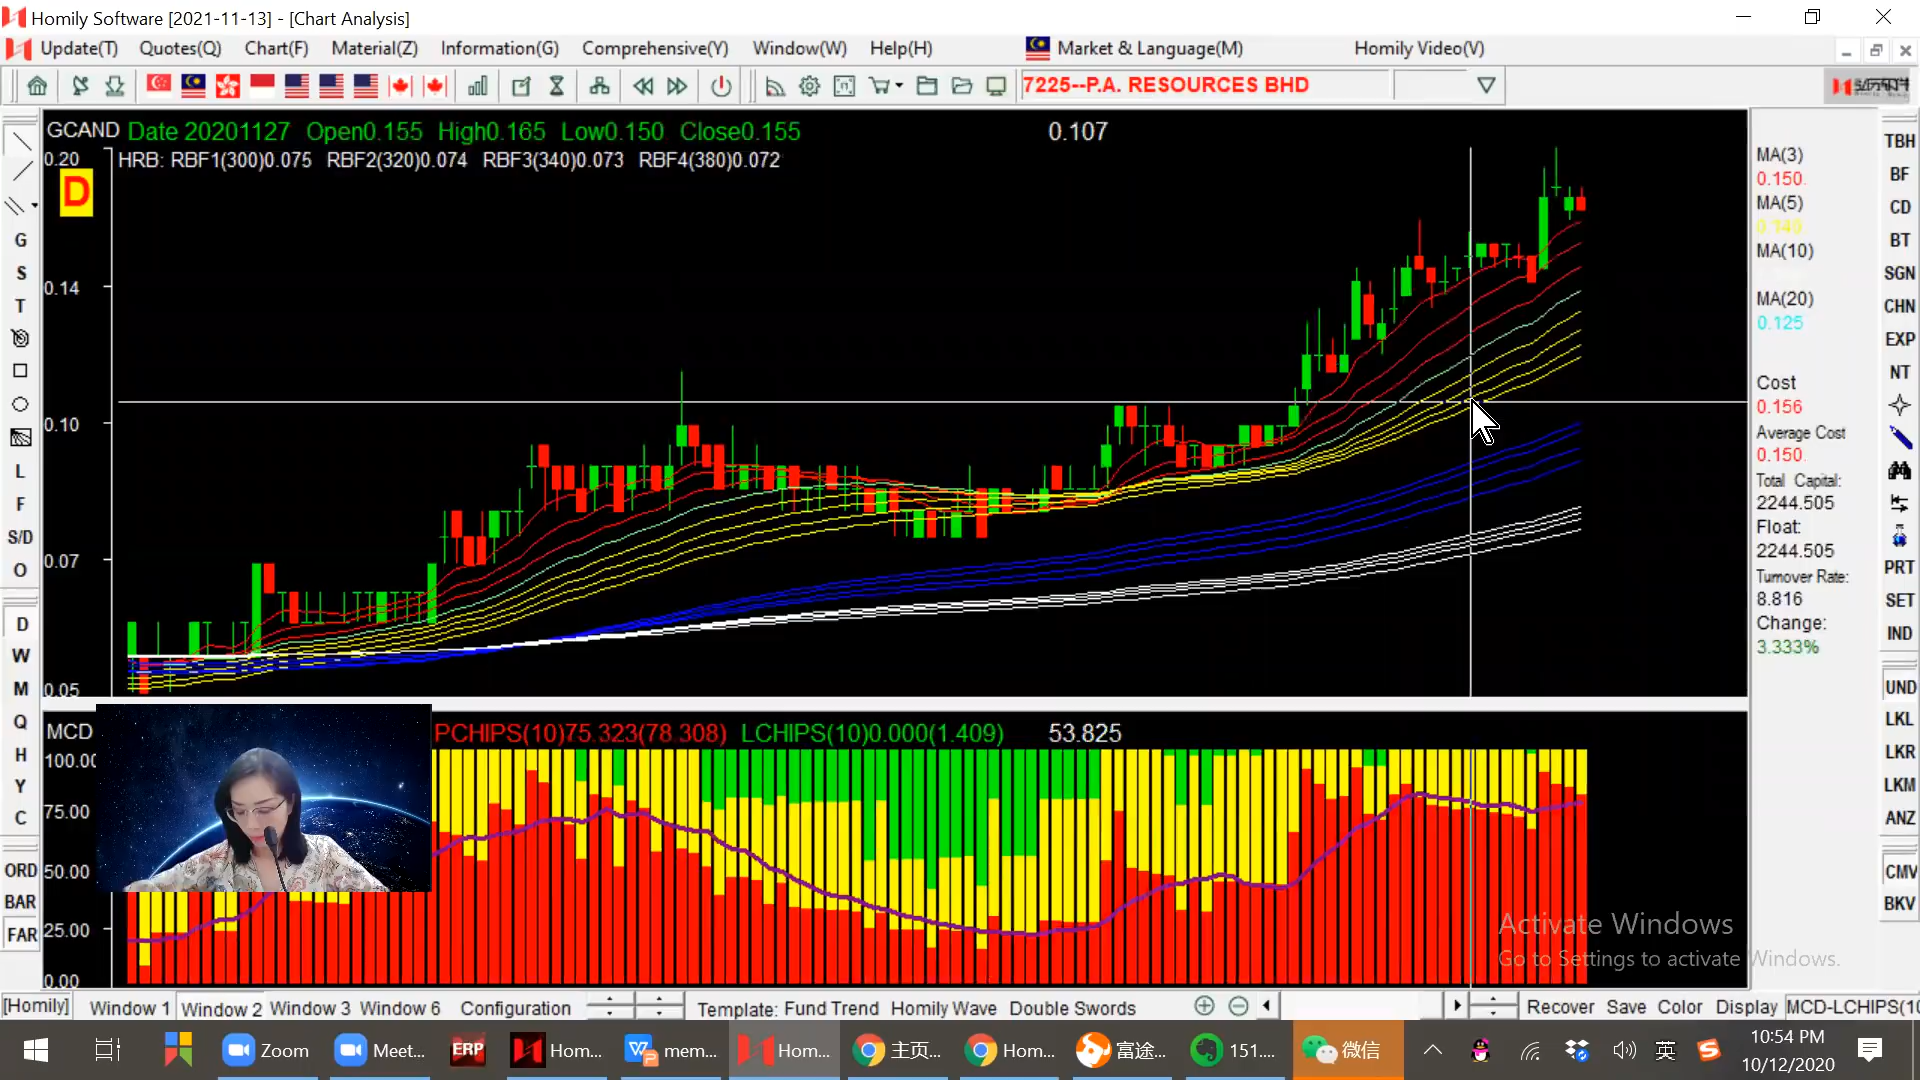 Homily Software [2021-11-13] - [Chart Analysis]
Update(T) Quotes(Q) Chart(F) Material(Z) Information(G) Comprehensive(Y) Window(W) Help(H) Market & Language(M) Homily Video(V)
7225--P.A. RESOURCES BHD
GCAND Date 20201127 Open0.155 High0.165 Low0.150 Close0.155 0.107
HRB: RBF1(300)0.075 RBF2(320)0.074 RBF3(340)0.073 RBF4(380)0.072
D
0.20
0.14
0.10
0.07
0.05
MA(3)
0.150
MA(5)
0.140
MA(10)
MA(20)
0.125
Cost
0.156
Average Cost
0.150
Total Capital:
2244.505
Float:
2244.505
Turnover Rate:
8.816
Change:
3.333%
G
S
T
L
F
S/D
O
D
W
M
Q
H
Y
C
ORD
BAR
FAR
TBH
BF
CD
BT
SGN
CHN
EXP
NT
PRT
SET
IND
UND
LKL
LKR
LKM
ANZ
CMV
BKV
MCD PCHIPS(10)75.323(78.308) LCHIPS(10)0.000(1.409) 53.825
100.00
75.00
50.00
25.00
0.00
Activate Windows
Go to Settings to activate Windows.
[Homily] Window 1 Window 2 Window 3 Window 6 Configuration Template: Fund Trend Homily Wave Double Swords Recover Save Color Display MCD-LCHIPS(10
Zoom Meet... ERP Hom... mem... Hom... 主页... Hom... 富途... 151.... 微信 英 10:54 PM
10/12/2020